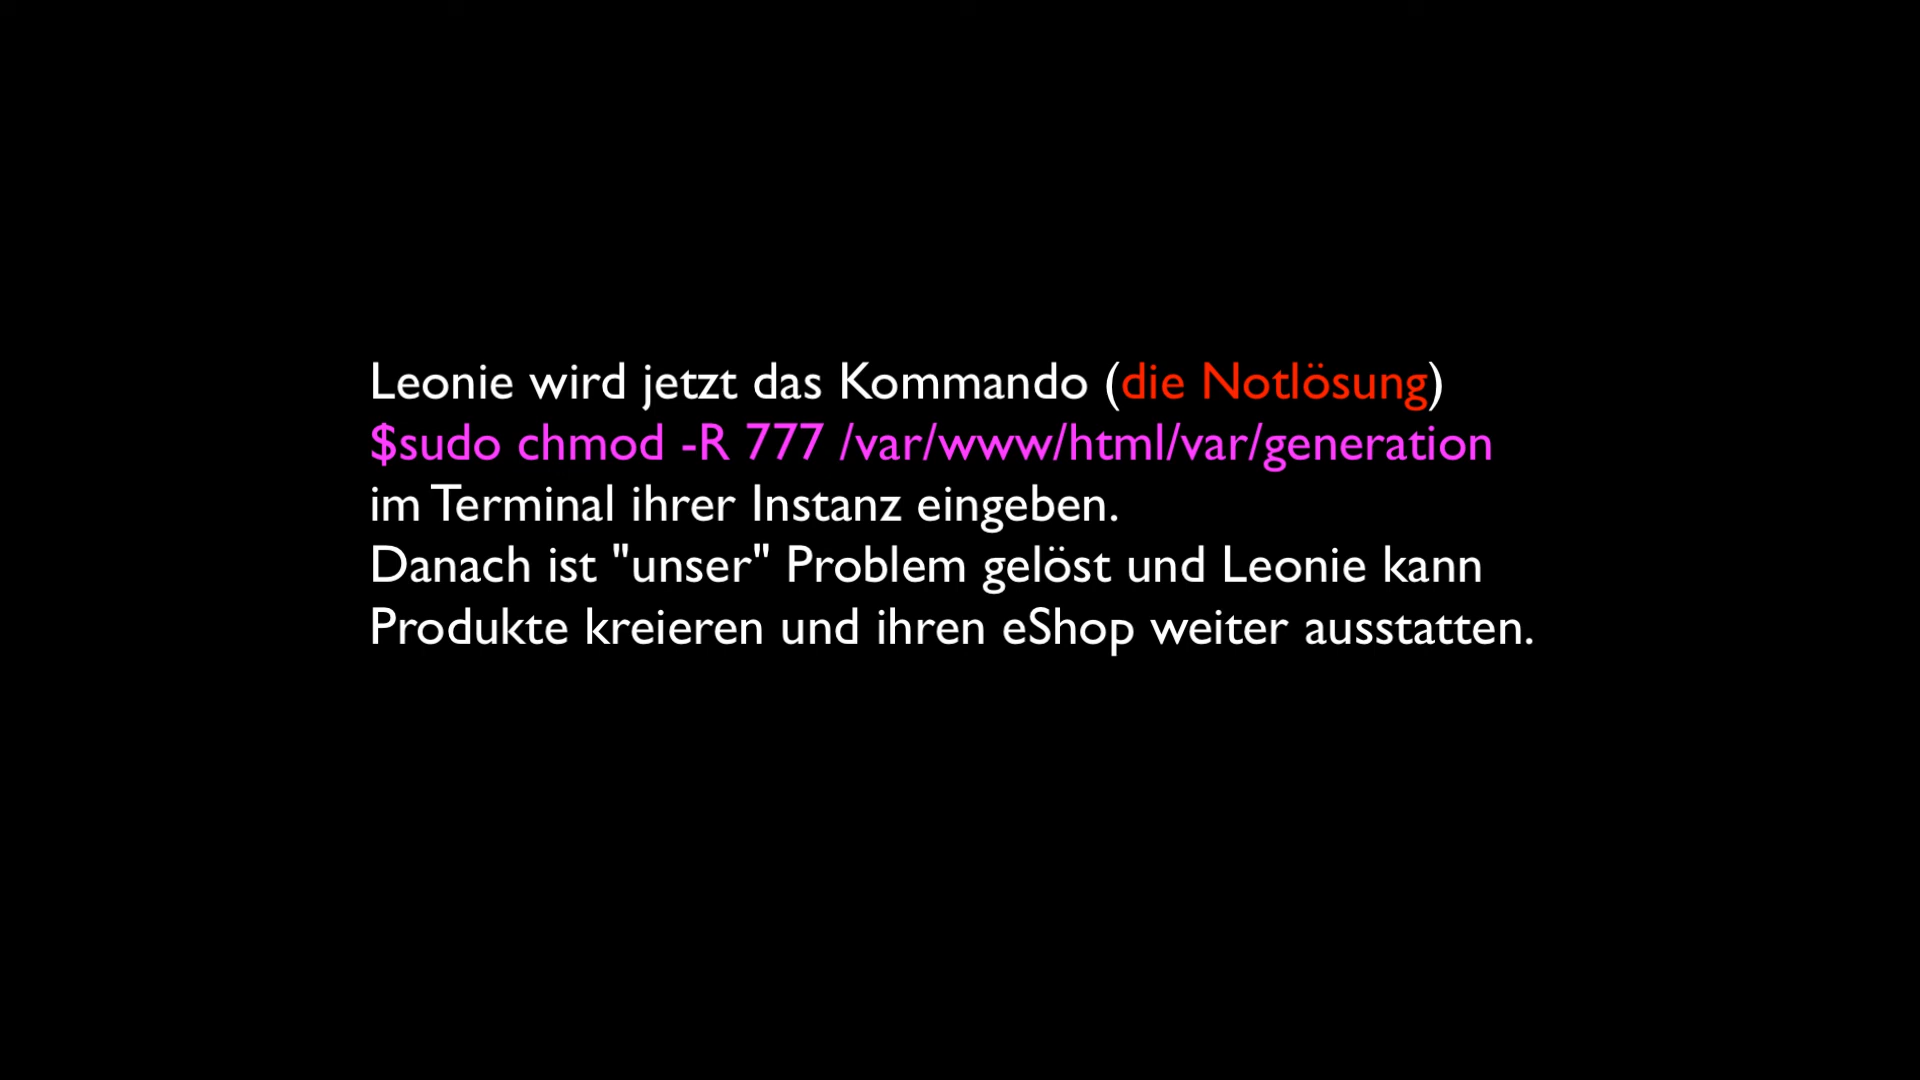 Leonie wird jetzt das Kommando (die Notlösung)
$sudo chmod -R 777 /var/www/html/var/generation
im Terminal ihrer Instanz eingeben.
Danach ist "unser" Problem gelöst und Leonie kann
Produkte kreieren und ihren eShop weiter ausstatten.